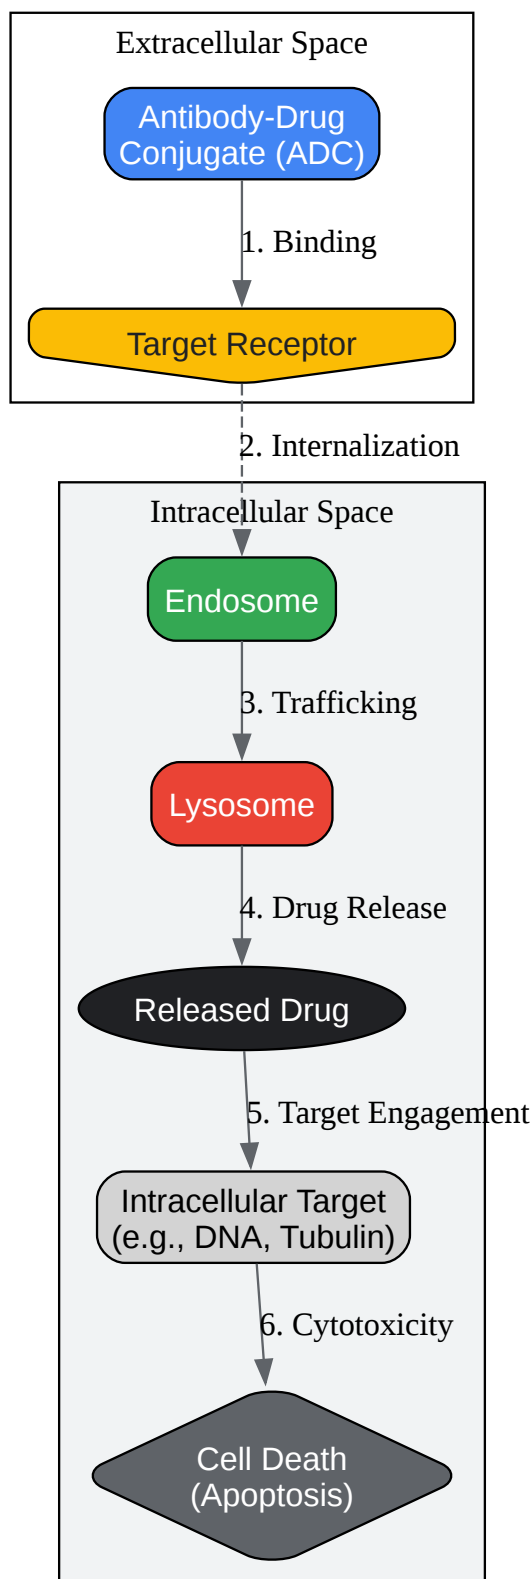 Extracellular Space
Antibody-Drug
Conjugate (ADC)
1. Binding
Target Receptor
2. Internalization
Intracellular Space
Endosome
3. Trafficking
Lysosome
4. Drug Release
Released Drug
5. Target Engagement
Intracellular Target
(e.g., DNA, Tubulin)
6. Cytotoxicity
Cell Death
(Apoptosis)